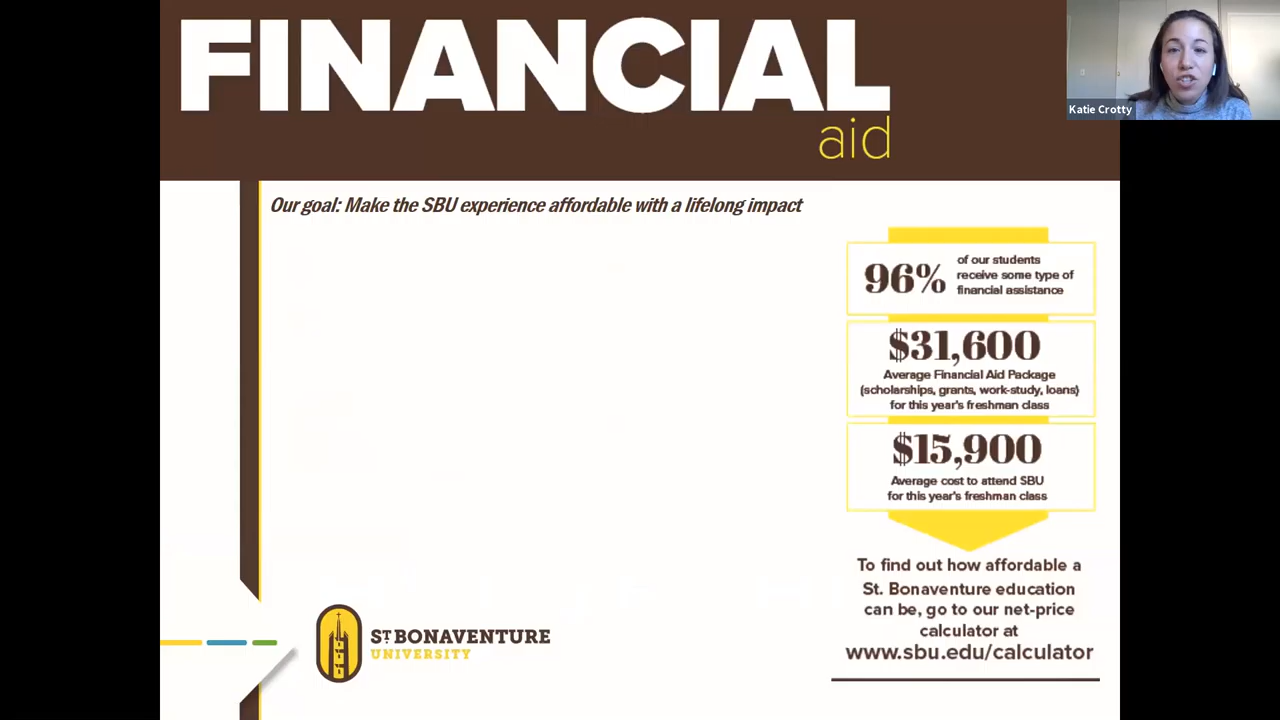 FINANCIAL
aid
Katie Crotty
Our goal: Make the SBU experience affordable with a lifelong impact
96%
of our students
receive some type of
financial assistance
$31,600
Average Financial Aid Package
(scholarships, grants, work-study, loans)
for this year's freshman class
$15,900
Average cost to attend SBU
for this year's freshman class
To find out how affordable a
St. Bonaventure education
can be, go to our net-price
calculator at
www.sbu.edu/calculator
ST. BONAVENTURE
UNIVERSITY